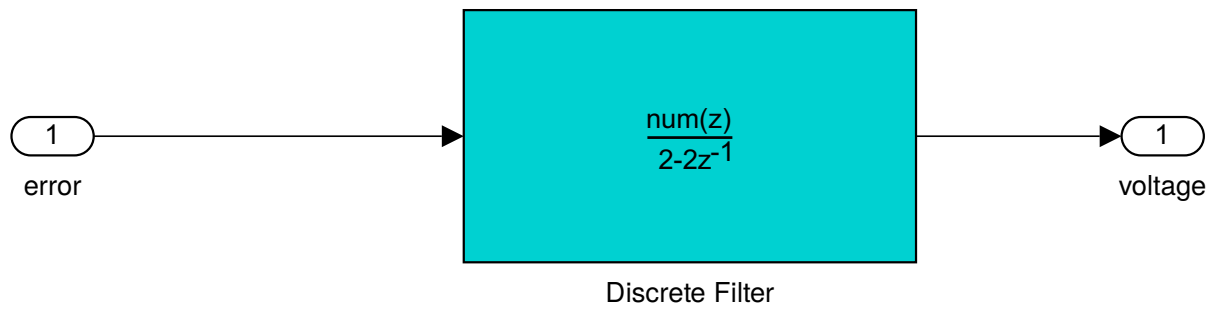 num(z)
2-2z⁻¹
1
1
error
voltage
Discrete Filter